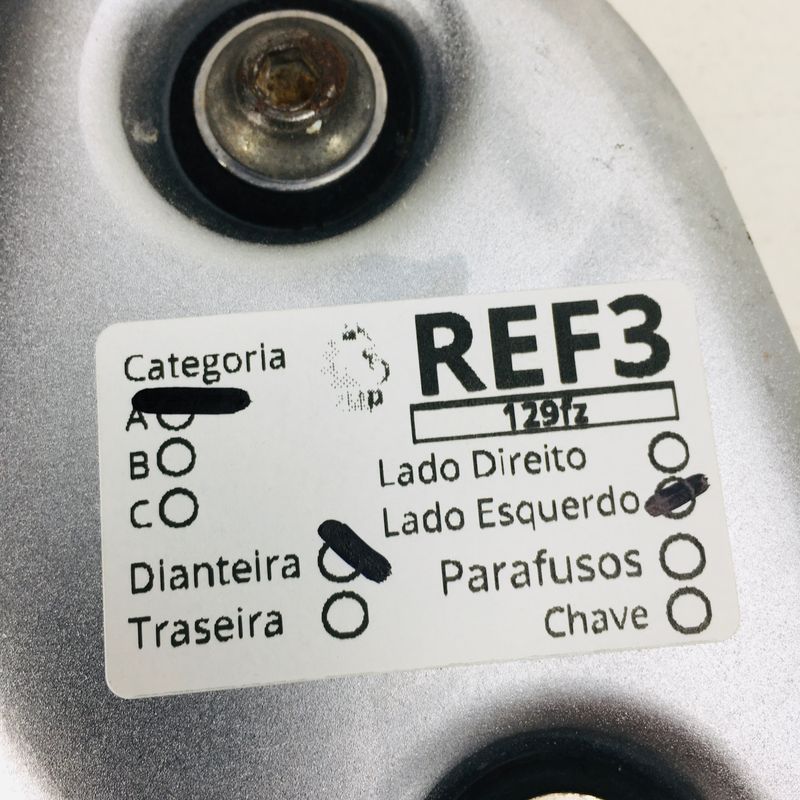 Categoria
A
B
C
Dianteira
Traseira
REF3
129fz
Lado Direito
Lado Esquerdo
Parafusos
Chave